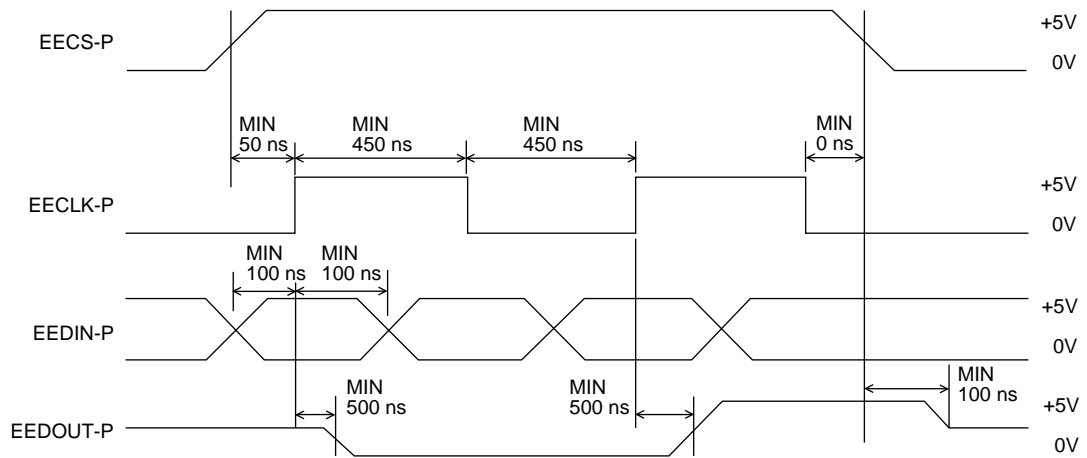 EECS-P
+5V
0V
MIN
50 ns
MIN
450 ns
MIN
450 ns
MIN
0 ns
EECLK-P
+5V
0V
MIN
100 ns
MIN
100 ns
EEDIN-P
+5V
0V
MIN
500 ns
MIN
500 ns
MIN
100 ns
EEDOUT-P
+5V
0V